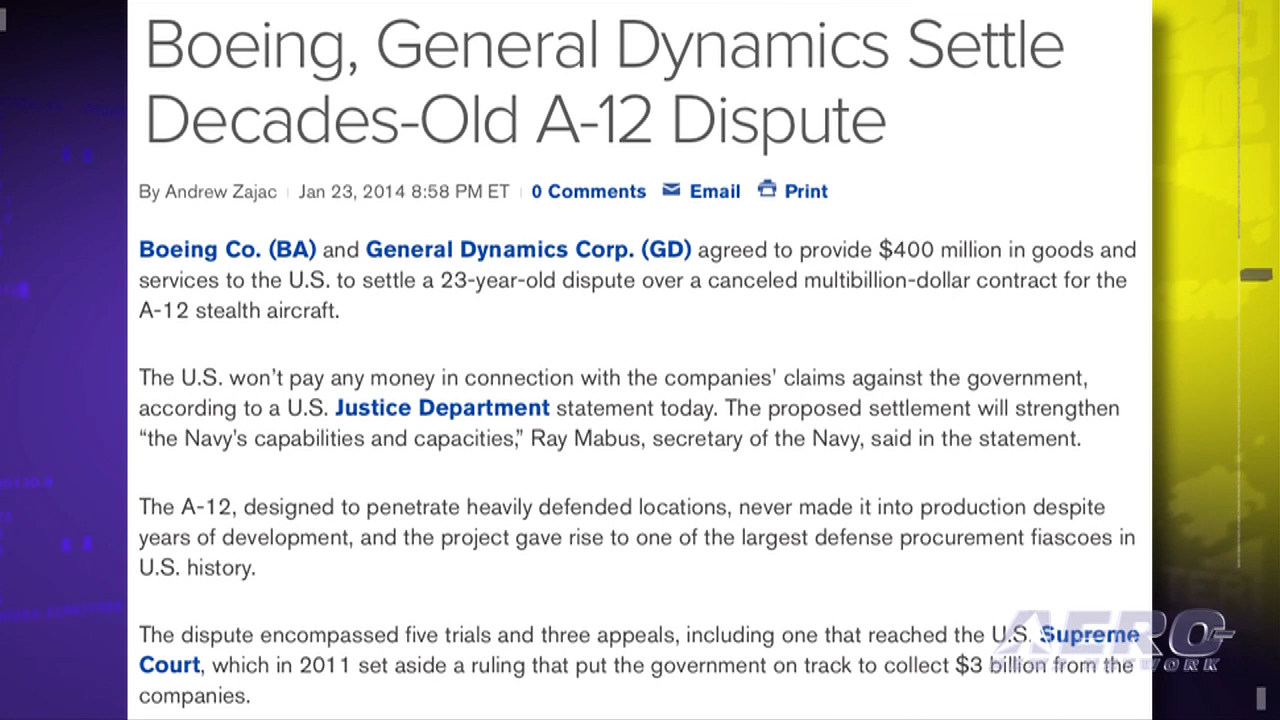 Boeing, General Dynamics Settle
Decades-Old A-12 Dispute
By Andrew Zajac | Jan 23, 2014 8:58 PM ET | 0 Comments Email Print
Boeing Co. (BA) and General Dynamics Corp. (GD) agreed to provide $400 million in goods and
services to the U.S. to settle a 23-year-old dispute over a canceled multibillion-dollar contract for the
A-12 stealth aircraft.
The U.S. won't pay any money in connection with the companies' claims against the government,
according to a U.S. Justice Department statement today. The proposed settlement will strengthen
“the Navy's capabilities and capacities,” Ray Mabus, secretary of the Navy, said in the statement.
The A-12, designed to penetrate heavily defended locations, never made it into production despite
years of development, and the project gave rise to one of the largest defense procurement fiascoes in
U.S. history.
The dispute encompassed five trials and three appeals, including one that reached the U.S. Supreme
Court, which in 2011 set aside a ruling that put the government on track to collect $3 billion from the
companies.
AERO-
NETWORK